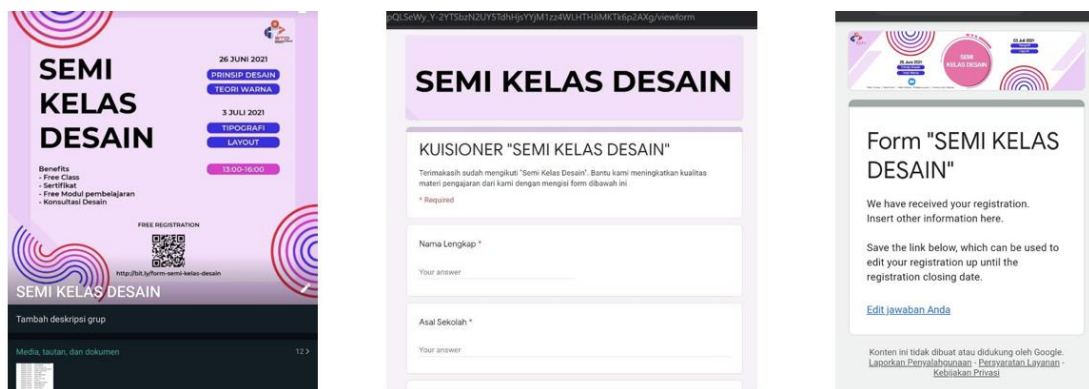 SEMI
KELAS
DESAIN
26 JUNI 2021
PRINSIP DESAIN
TEORI WARNA
3 JULI 2021
TIPOGRAFI
LAYOUT
13:00-16:00
Benefits
- Free Class
- Sertifikat
- Free Modul pembelajaran
- Konsultasi Desain
FREE REGISTRATION
http://bit.ly/form-semi-kelas-desain
SEMI KELAS DESAIN
Tambah deskripsi grup
Media, tautan, dan dokumen
12 >
SEMI KELAS DESAIN
KUISIONER "SEMI KELAS DESAIN"
Terimakasih sudah mengikuti "Semi Kelas Desain". Bantu kami meningkatkan kualitas
materi pengajaran dari kami dengan mengisi form dibawah ini
* Required
Nama Lengkap *
Your answer
Asal Sekolah *
Your answer
SEMI
KELAS DESAIN
Form "SEMI KELAS
DESAIN"
We have received your registration.
Insert other information here.
Save the link below, which can be used to
edit your registration up until the
registration closing date.
Edit jawaban Anda
Konten ini tidak dibuat atau didukung oleh Google.
Laporkan Penyalahgunaan - Persyaratan Layanan -
Kebijakan Privasi